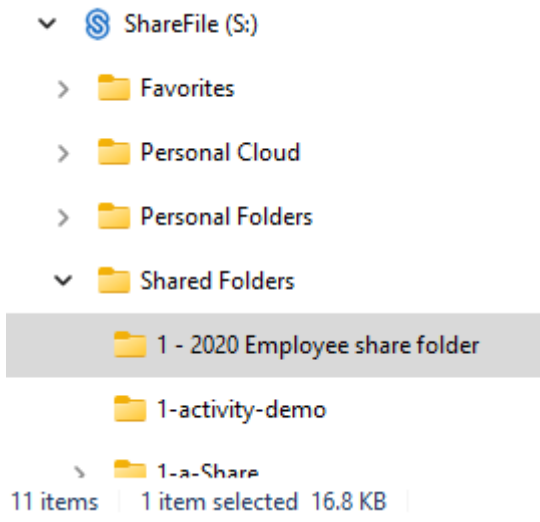 ShareFile (S:)
Favorites
Personal Cloud
Personal Folders
Shared Folders
1 - 2020 Employee share folder
1-activity-demo
1-a-Share
11 items 1 item selected 16.8 KB